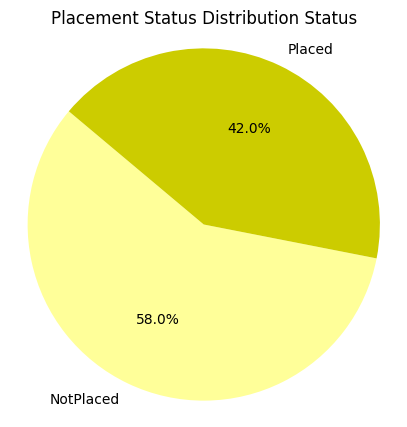 Placement Status Distribution Status
Placed
42.0%
58.0%
NotPlaced